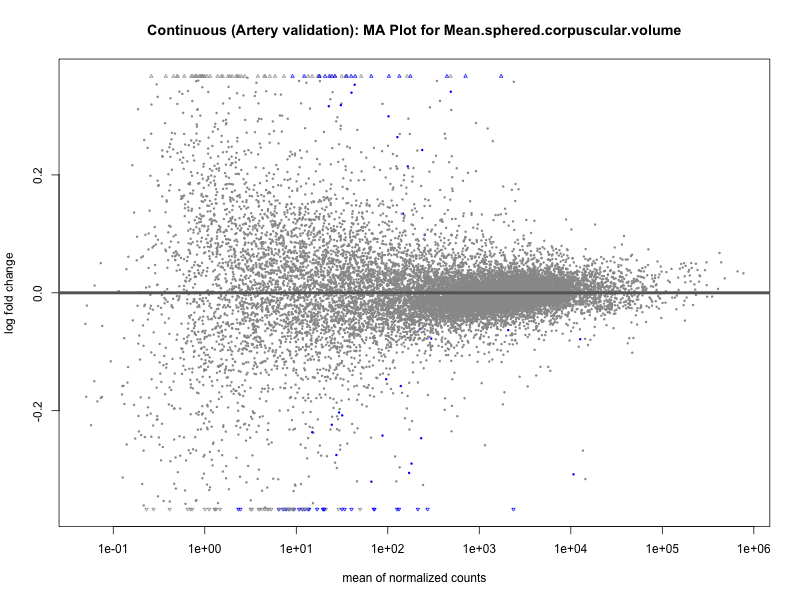 Continuous (Artery validation): MA Plot for Mean.sphered.corpuscular.volume
log fold change
0.2
0.0
-0.2
1e-01 1e+00 1e+01 1e+02 1e+03 1e+04 1e+05 1e+06
mean of normalized counts